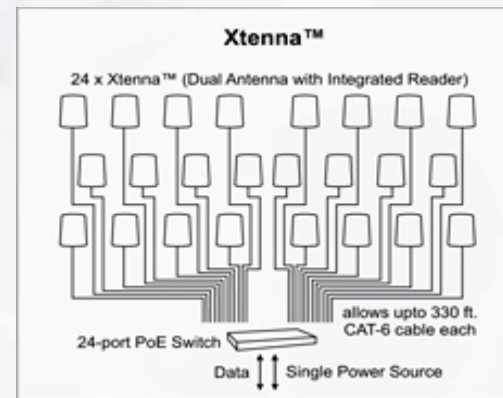 Xtenna™
24 x Xtenna™ (Dual Antenna with Integrated Reader)
allows upto 330 ft.
CAT-6 cable each
24-port PoE Switch
Data
Single Power Source